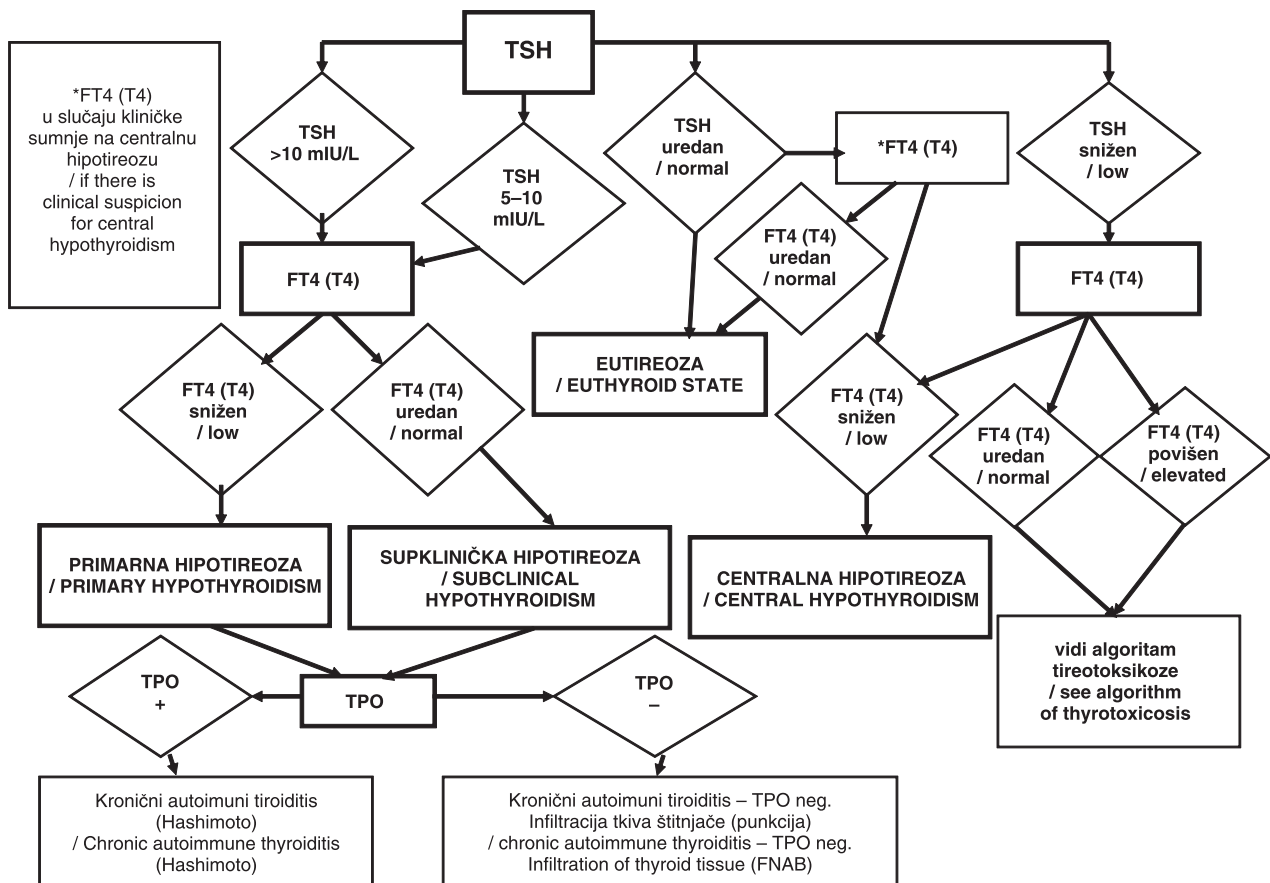 TSH
*FT4 (T4)
u slučaju kliničke
sumnje na centralnu
hipotireozu
/ if there is
clinical suspicion
for central
hypothyroidism
TSH
>10 mIU/L
TSH
5–10
mIU/L
TSH
uredan
/ normal
*FT4 (T4)
TSH
snižen
/ low
FT4 (T4)
FT4 (T4)
uredan
/ normal
FT4 (T4)
EUTIREOZA
/ EUTHYROID STATE
FT4 (T4)
snižen
/ low
FT4 (T4)
uredan
/ normal
FT4 (T4)
snižen
/ low
FT4 (T4)
uredan
/ normal
FT4 (T4)
povišen
/ elevated
PRIMARNA HIPOTIREOZA
/ PRIMARY HYPOTHYROIDISM
SUPKLINIČKA HIPOTIREOZA
/ SUBCLINICAL
HYPOTHYROIDISM
CENTRALNA HIPOTIREOZA
/ CENTRAL HYPOTHYROIDISM
vidi algoritam
tireotoksikoze
/ see algorithm
of thyrotoxicosis
TPO
+
TPO
TPO
–
Kronični autoimuni tiroiditis
(Hashimoto)
/ Chronic autoimmune thyroiditis
(Hashimoto)
Kronični autoimuni tiroiditis – TPO neg.
Infiltracija tkiva štitnjače (punkcija)
/ chronic autoimmune thyroiditis – TPO neg.
Infiltration of thyroid tissue (FNAB)